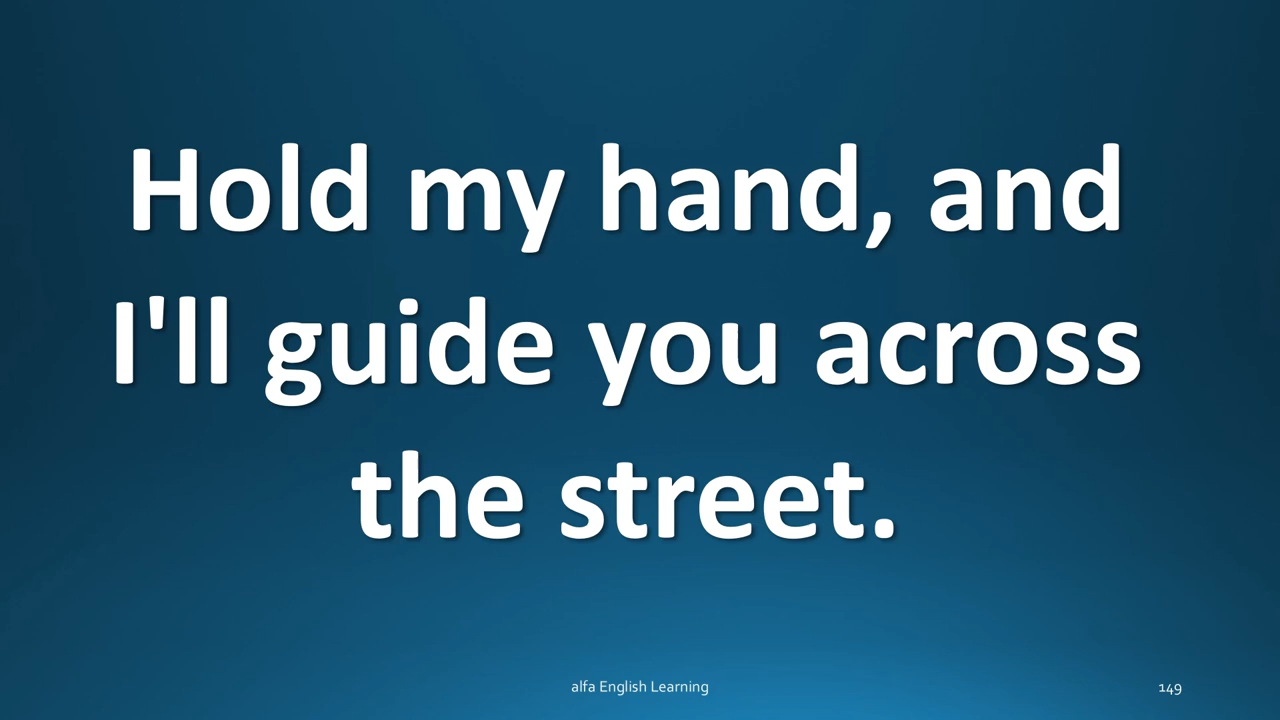 Hold my hand, and
I'll guide you across
the street.
alfa English Learning
149